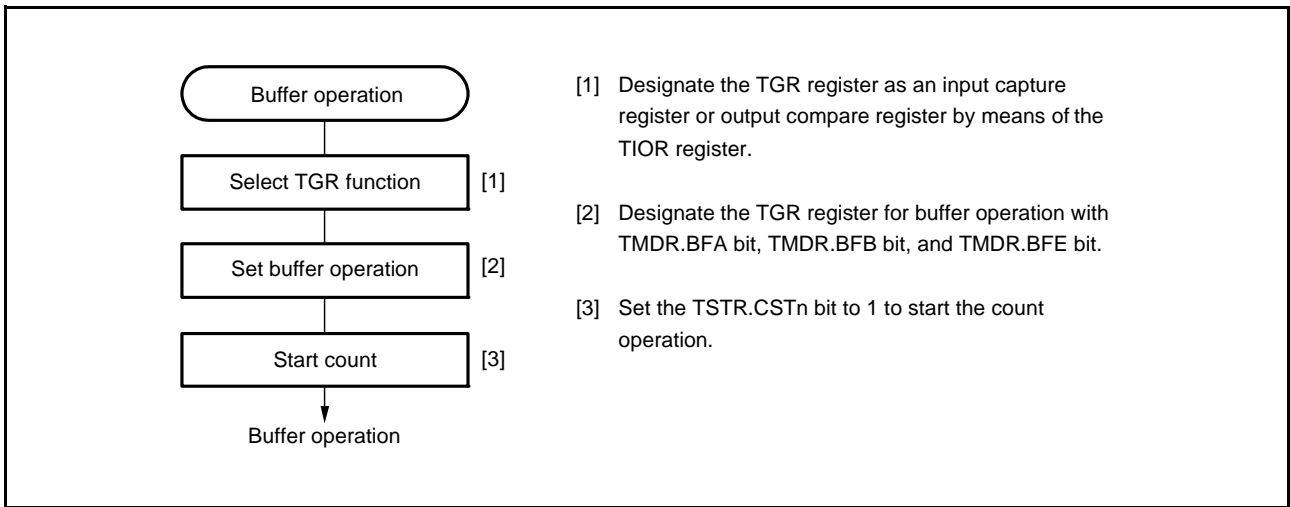 Buffer operation
Select TGR function
[1]
Set buffer operation
[2]
Start count
[3]
Buffer operation
[1] Designate the TGR register as an input capture
register or output compare register by means of the
TIOR register.
[2] Designate the TGR register for buffer operation with
TMDR.BFA bit, TMDR.BFB bit, and TMDR.BFE bit.
[3] Set the TSTR.CSTn bit to 1 to start the count
operation.